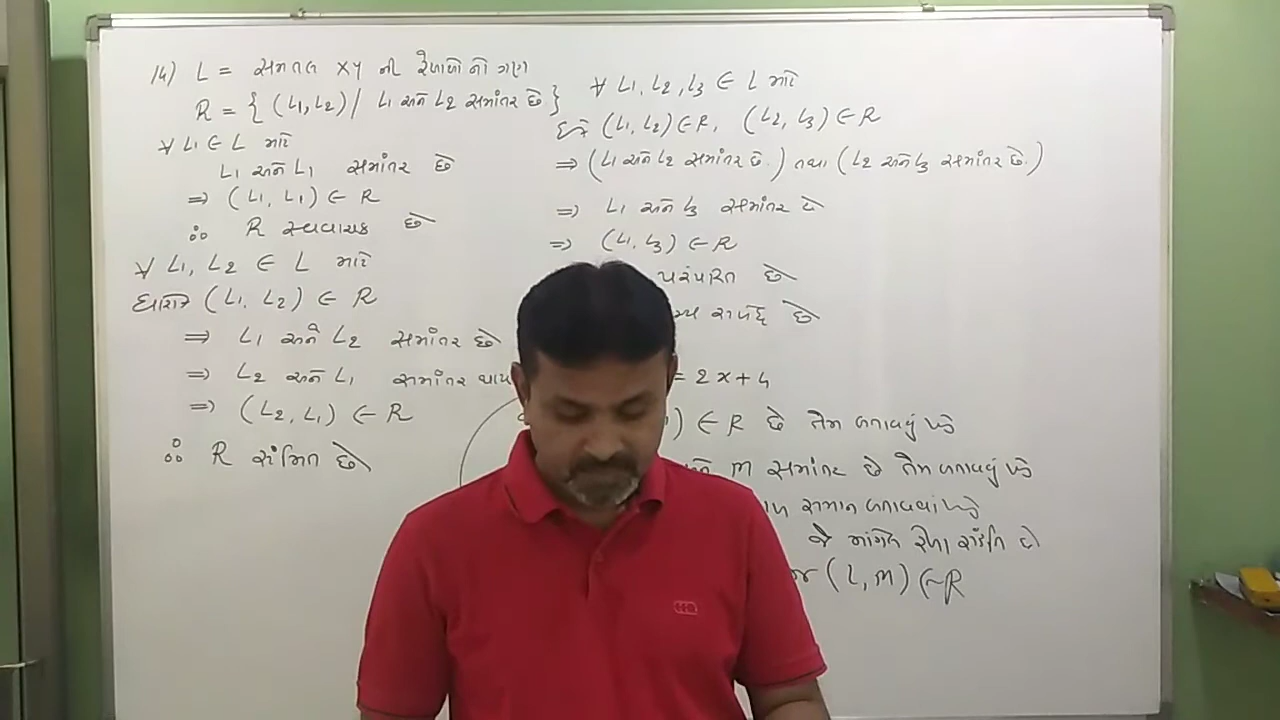 14) L = સમતલ XY ની રેખાઓ નો ગણ
R = { (L1, L2) / L1 અને L2 સમાંતર છે }
∀ L1 ∈ L માટે
L1 અને L1 સમાંતર છે
⇒ (L1, L1) ∈ R
∴ R સ્વવાચક છે
∀ L1, L2 ∈ L માટે
ધારોકે (L1, L2) ∈ R
⇒ L1 અને L2 સમાંતર છે
⇒ L2 અને L1 સમાંતર થાય
⇒ (L2, L1) ∈ R
∴ R સંમિત છે
∀ L1, L2, L3 ∈ L માટે
(L1, L2) ∈ R, (L2, L3) ∈ R
⇒ (L1 અને L2 સમાંતર છે.) તથા (L2 અને L3 સમાંતર છે.)
⇒ L1 અને L3 સમાંતર છે
⇒ (L1, L3) ∈ R
પરંપરિત છે
છે
= 2x + 4
) ∈ R છે તેમ બતાવવું પડે
m સમાંતર છે તેમ બતાવવું પડે
સમાન બતાવવાં પડે
કે માંગેલ રેખા
(L, m) ∈ R